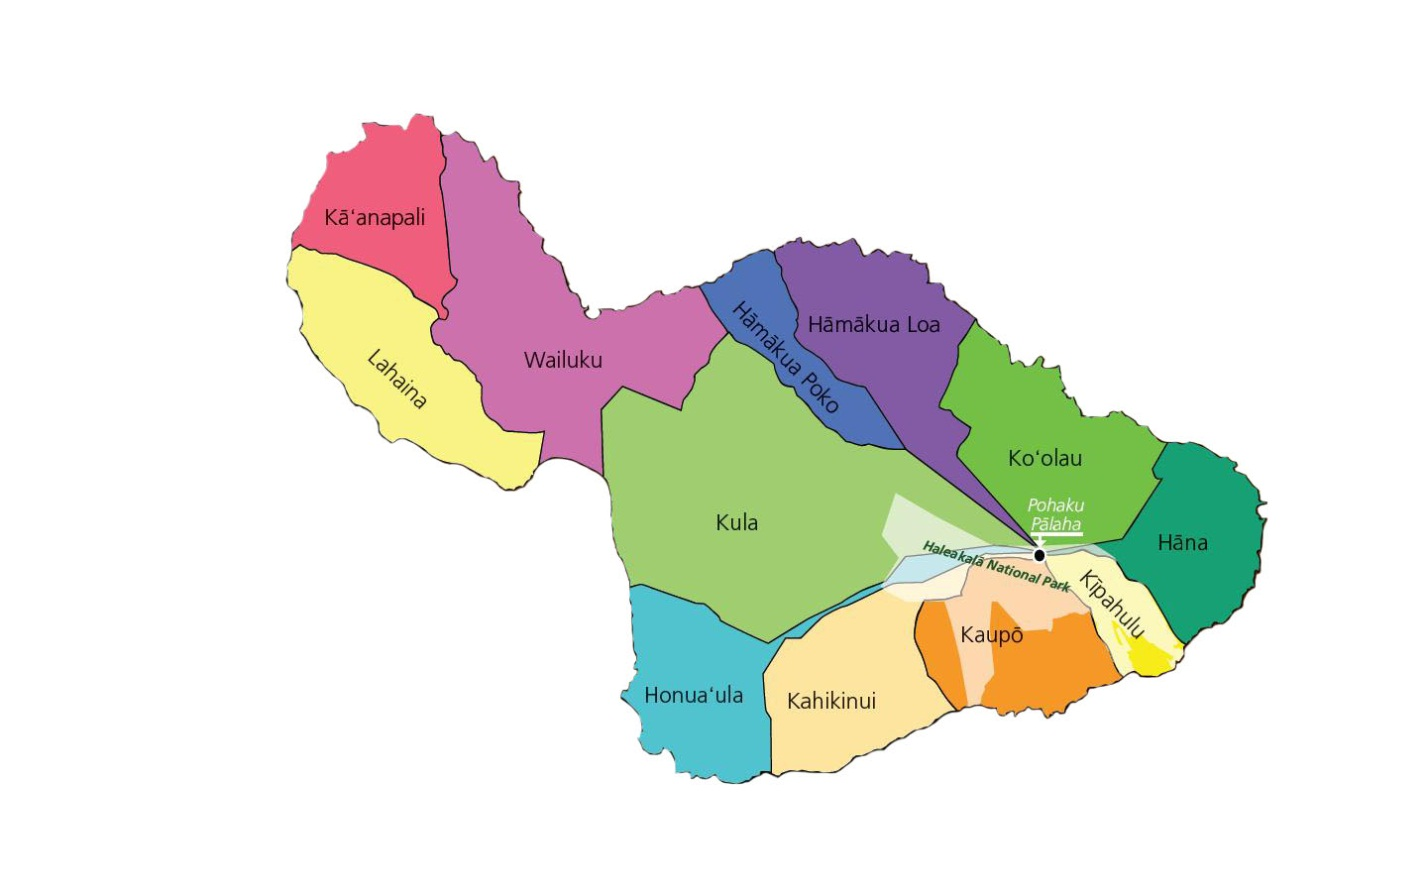 Kāʻanapali
Lahaina
Wailuku
Hāmākua Poko
Hāmākua Loa
Koʻolau
Pohaku
Pālaha
Hāna
Kula
Haleakalā National Park
Kīpahulu
Kaupō
Honuaʻula
Kahikinui